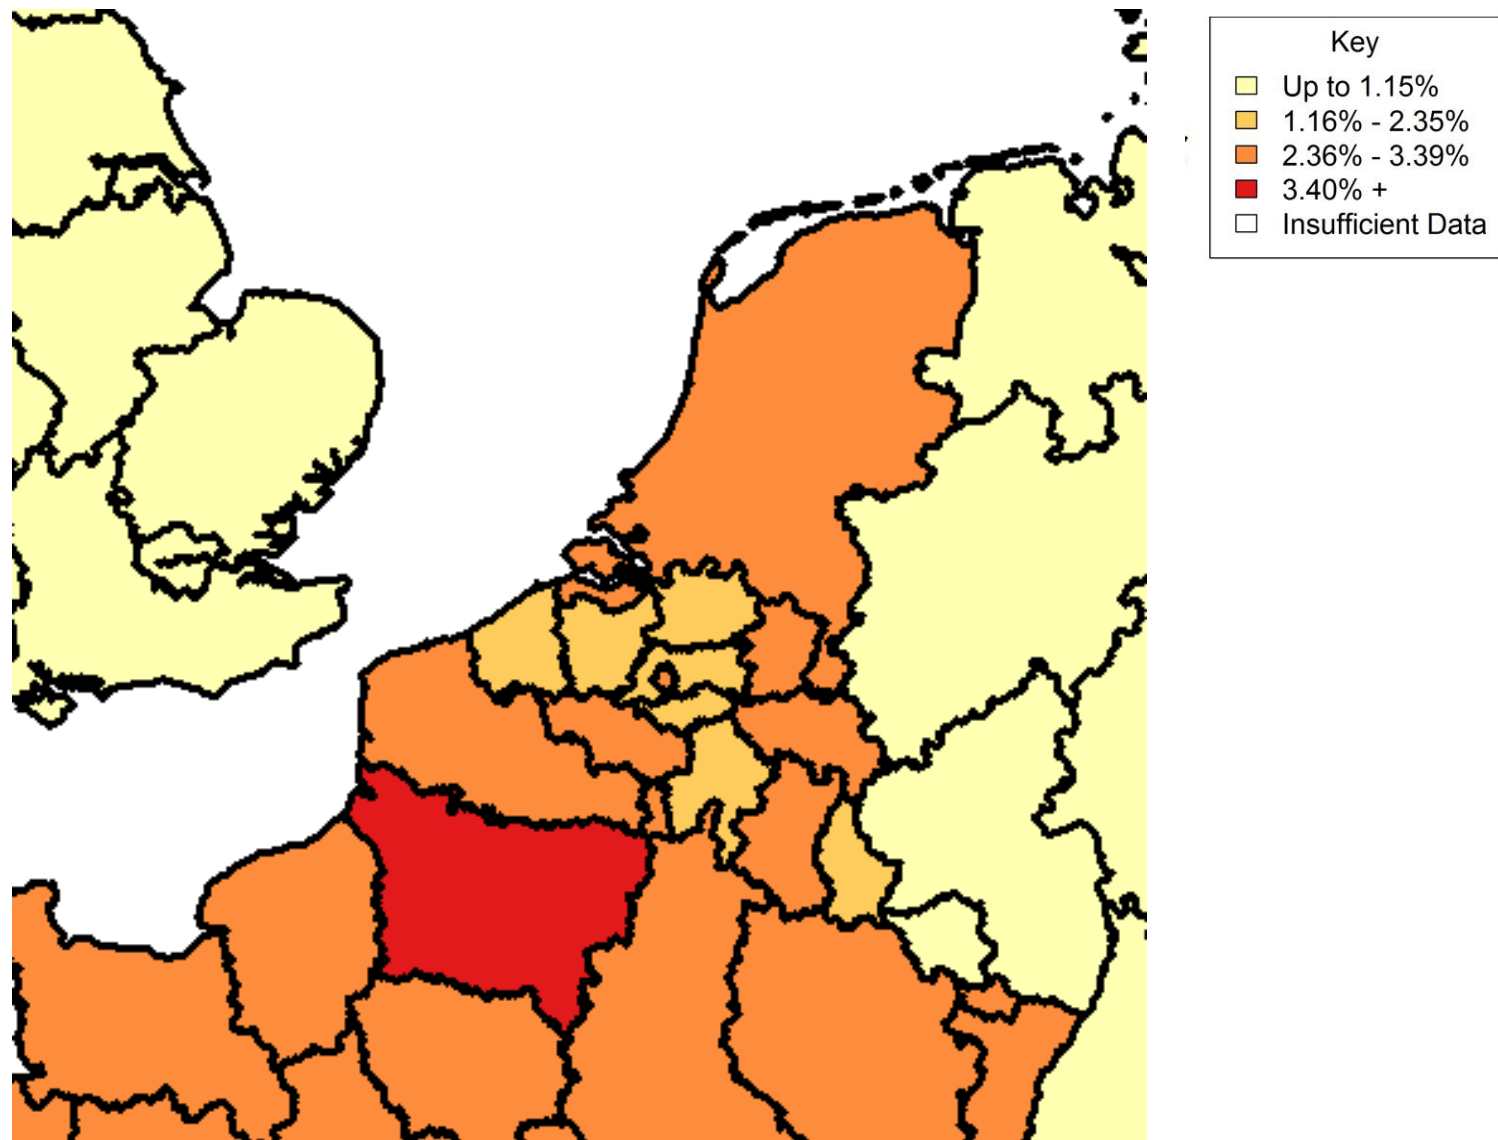 Key
Up to 1.15%
1.16% - 2.35%
2.36% - 3.39%
3.40% +
Insufficient Data